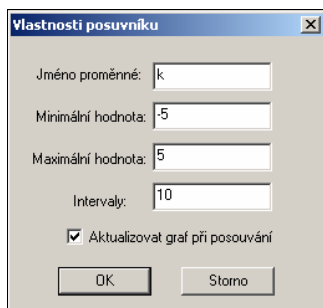 Vlastnosti posuvníku
Jméno proměnné: k
Minimální hodnota: -5
Maximální hodnota: 5
Intervaly: 10
Aktualizovat graf při posouvání
OK Storno